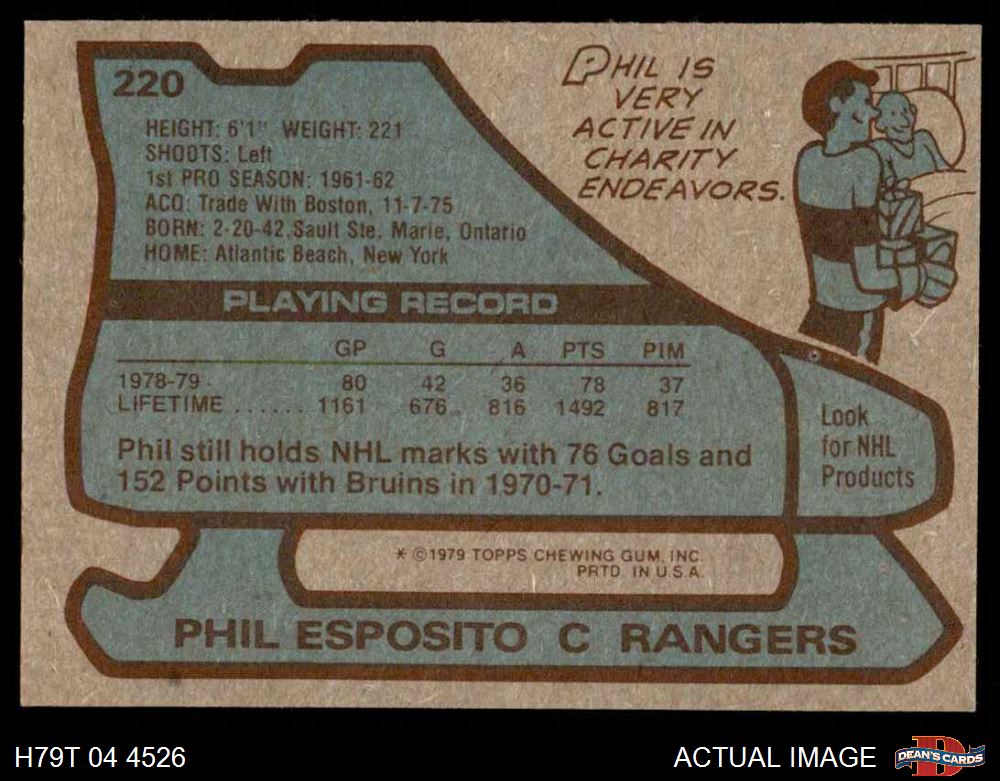 220
HEIGHT: 6'1" WEIGHT: 221
SHOOTS: Left
1st PRO SEASON: 1961-62
ACQ: Trade With Boston, 11-7-75
BORN: 2-20-42, Sault Ste. Marie, Ontario
HOME: Atlantic Beach, New York
PHIL IS
VERY
ACTIVE IN
CHARITY
ENDEAVORS.
PLAYING RECORD
GP G A PTS PIM
1978-79 80 42 36 78 37
LIFETIME ...... 1161 676 816 1492 817
Phil still holds NHL marks with 76 Goals and
152 Points with Bruins in 1970-71.
Look
for NHL
Products
* ©1979 TOPPS CHEWING GUM, INC.
PRTD. IN U.S.A.
PHIL ESPOSITO C RANGERS
H79T 04 4526
ACTUAL IMAGE
D
DEAN'S CARDS